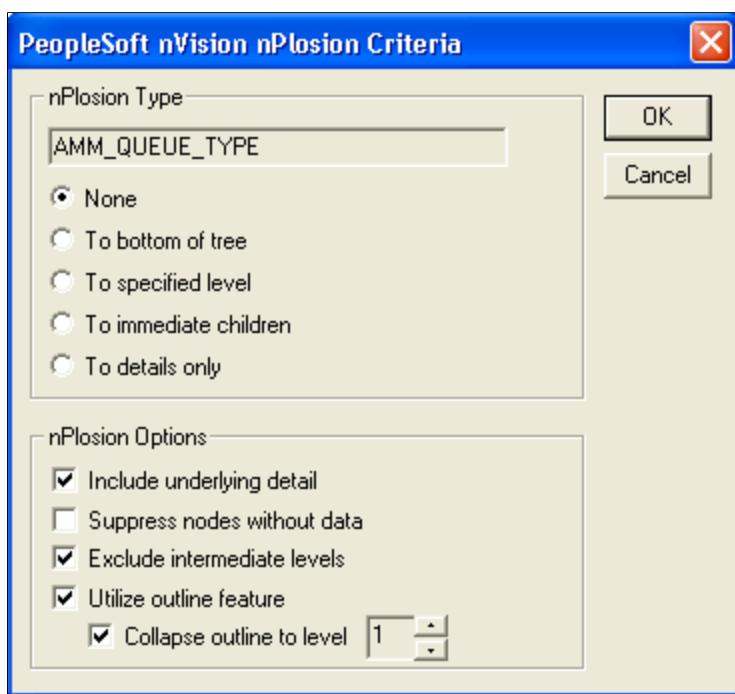 PeopleSoft nVision nPlosion Criteria
nPlosion Type
AMM_QUEUE_TYPE
None
To bottom of tree
To specified level
To immediate children
To details only
OK
Cancel
nPlosion Options
Include underlying detail
Suppress nodes without data
Exclude intermediate levels
Utilize outline feature
Collapse outline to level 1